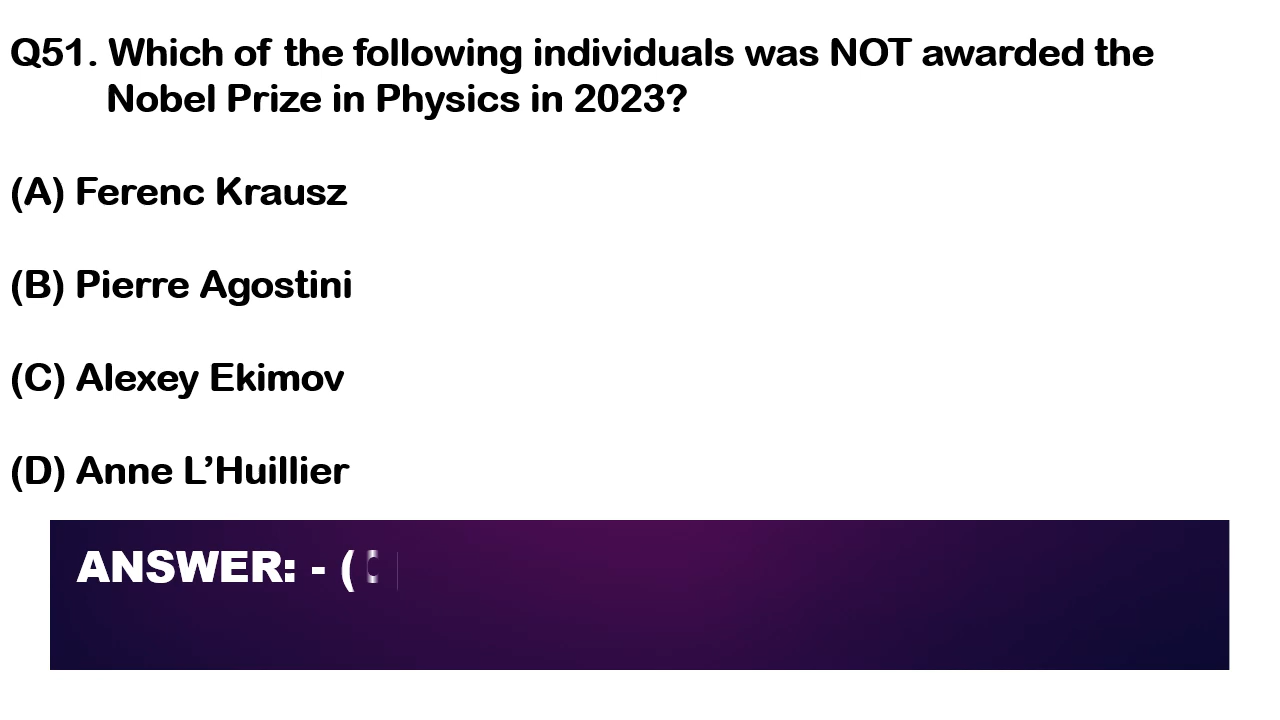 Q51. Which of the following individuals was NOT awarded the
Nobel Prize in Physics in 2023?
(A) Ferenc Krausz
(B) Pierre Agostini
(C) Alexey Ekimov
(D) Anne L’Huillier
ANSWER: - (